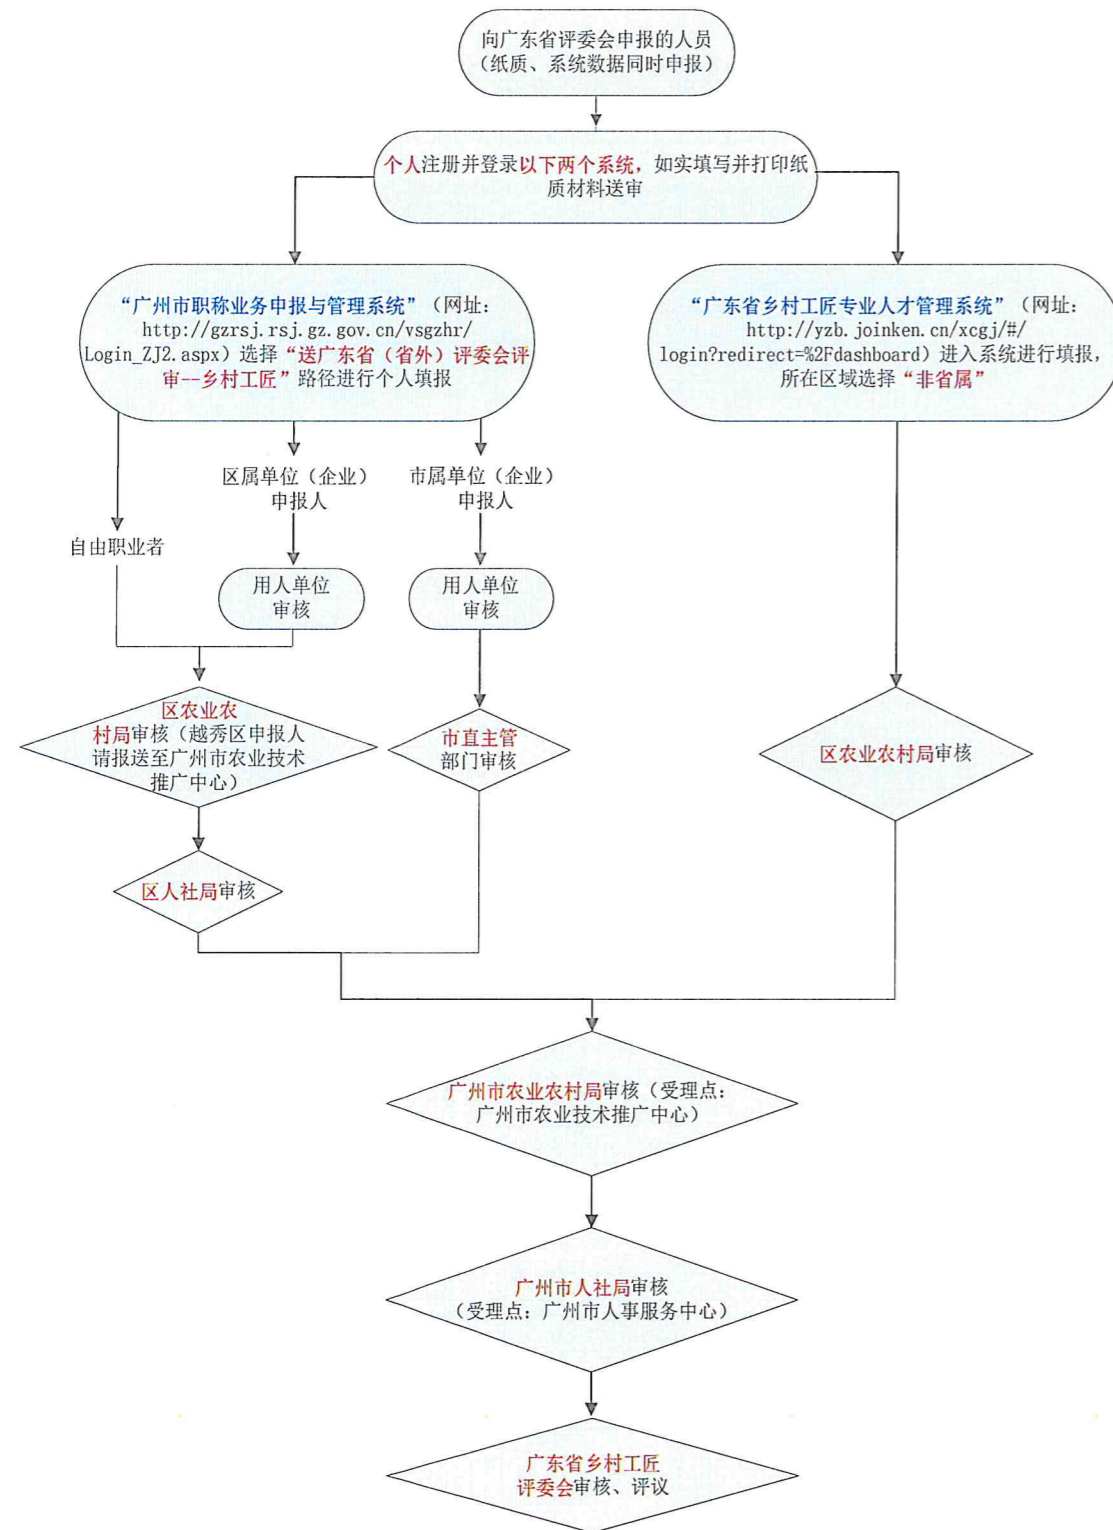 向广东省评委会申报的人员
（纸质、系统数据同时申报）
个人注册并登录以下两个系统，如实填写并打印纸
质材料送审
“广州市职称业务申报与管理系统”（网址：
http://gzrsj.rsj.gz.gov.cn/vsgzhr/
Login_ZJ2.aspx）选择“送广东省（省外）评委会评
审--乡村工匠”路径进行个人填报
“广东省乡村工匠专业人才管理系统”（网址：
http://yzb.joinken.cn/xcgj/#/
login?redirect=%2Fdashboard）进入系统进行填报，
所在区域选择“非省属”
自由职业者
区属单位（企业）
申报人
市属单位（企业）
申报人
用人单位
审核
用人单位
审核
区农业农
村局审核（越秀区申报人
请报送至广州市农业技术
推广中心）
市直主管
部门审核
区农业农村局审核
区人社局审核
广州市农业农村局审核（受理点：
广州市农业技术推广中心）
广州市人社局审核
（受理点：广州市人事服务中心）
广东省乡村工匠
评委会审核、评议